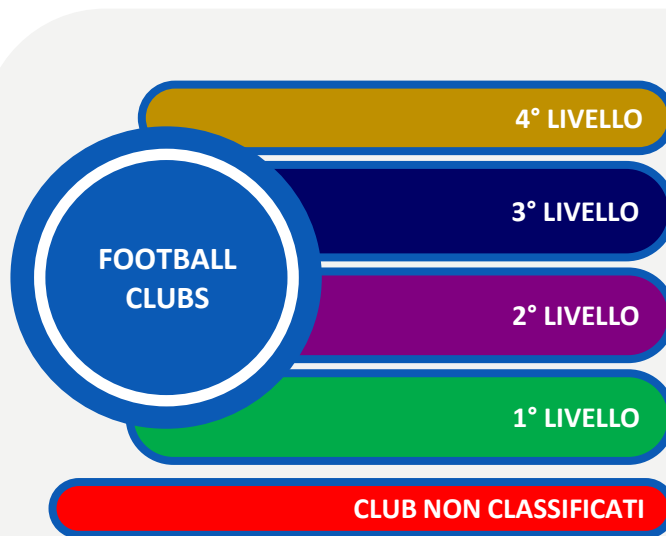 4° LIVELLO
3° LIVELLO
FOOTBALL
CLUBS
2° LIVELLO
1° LIVELLO
CLUB NON CLASSIFICATI